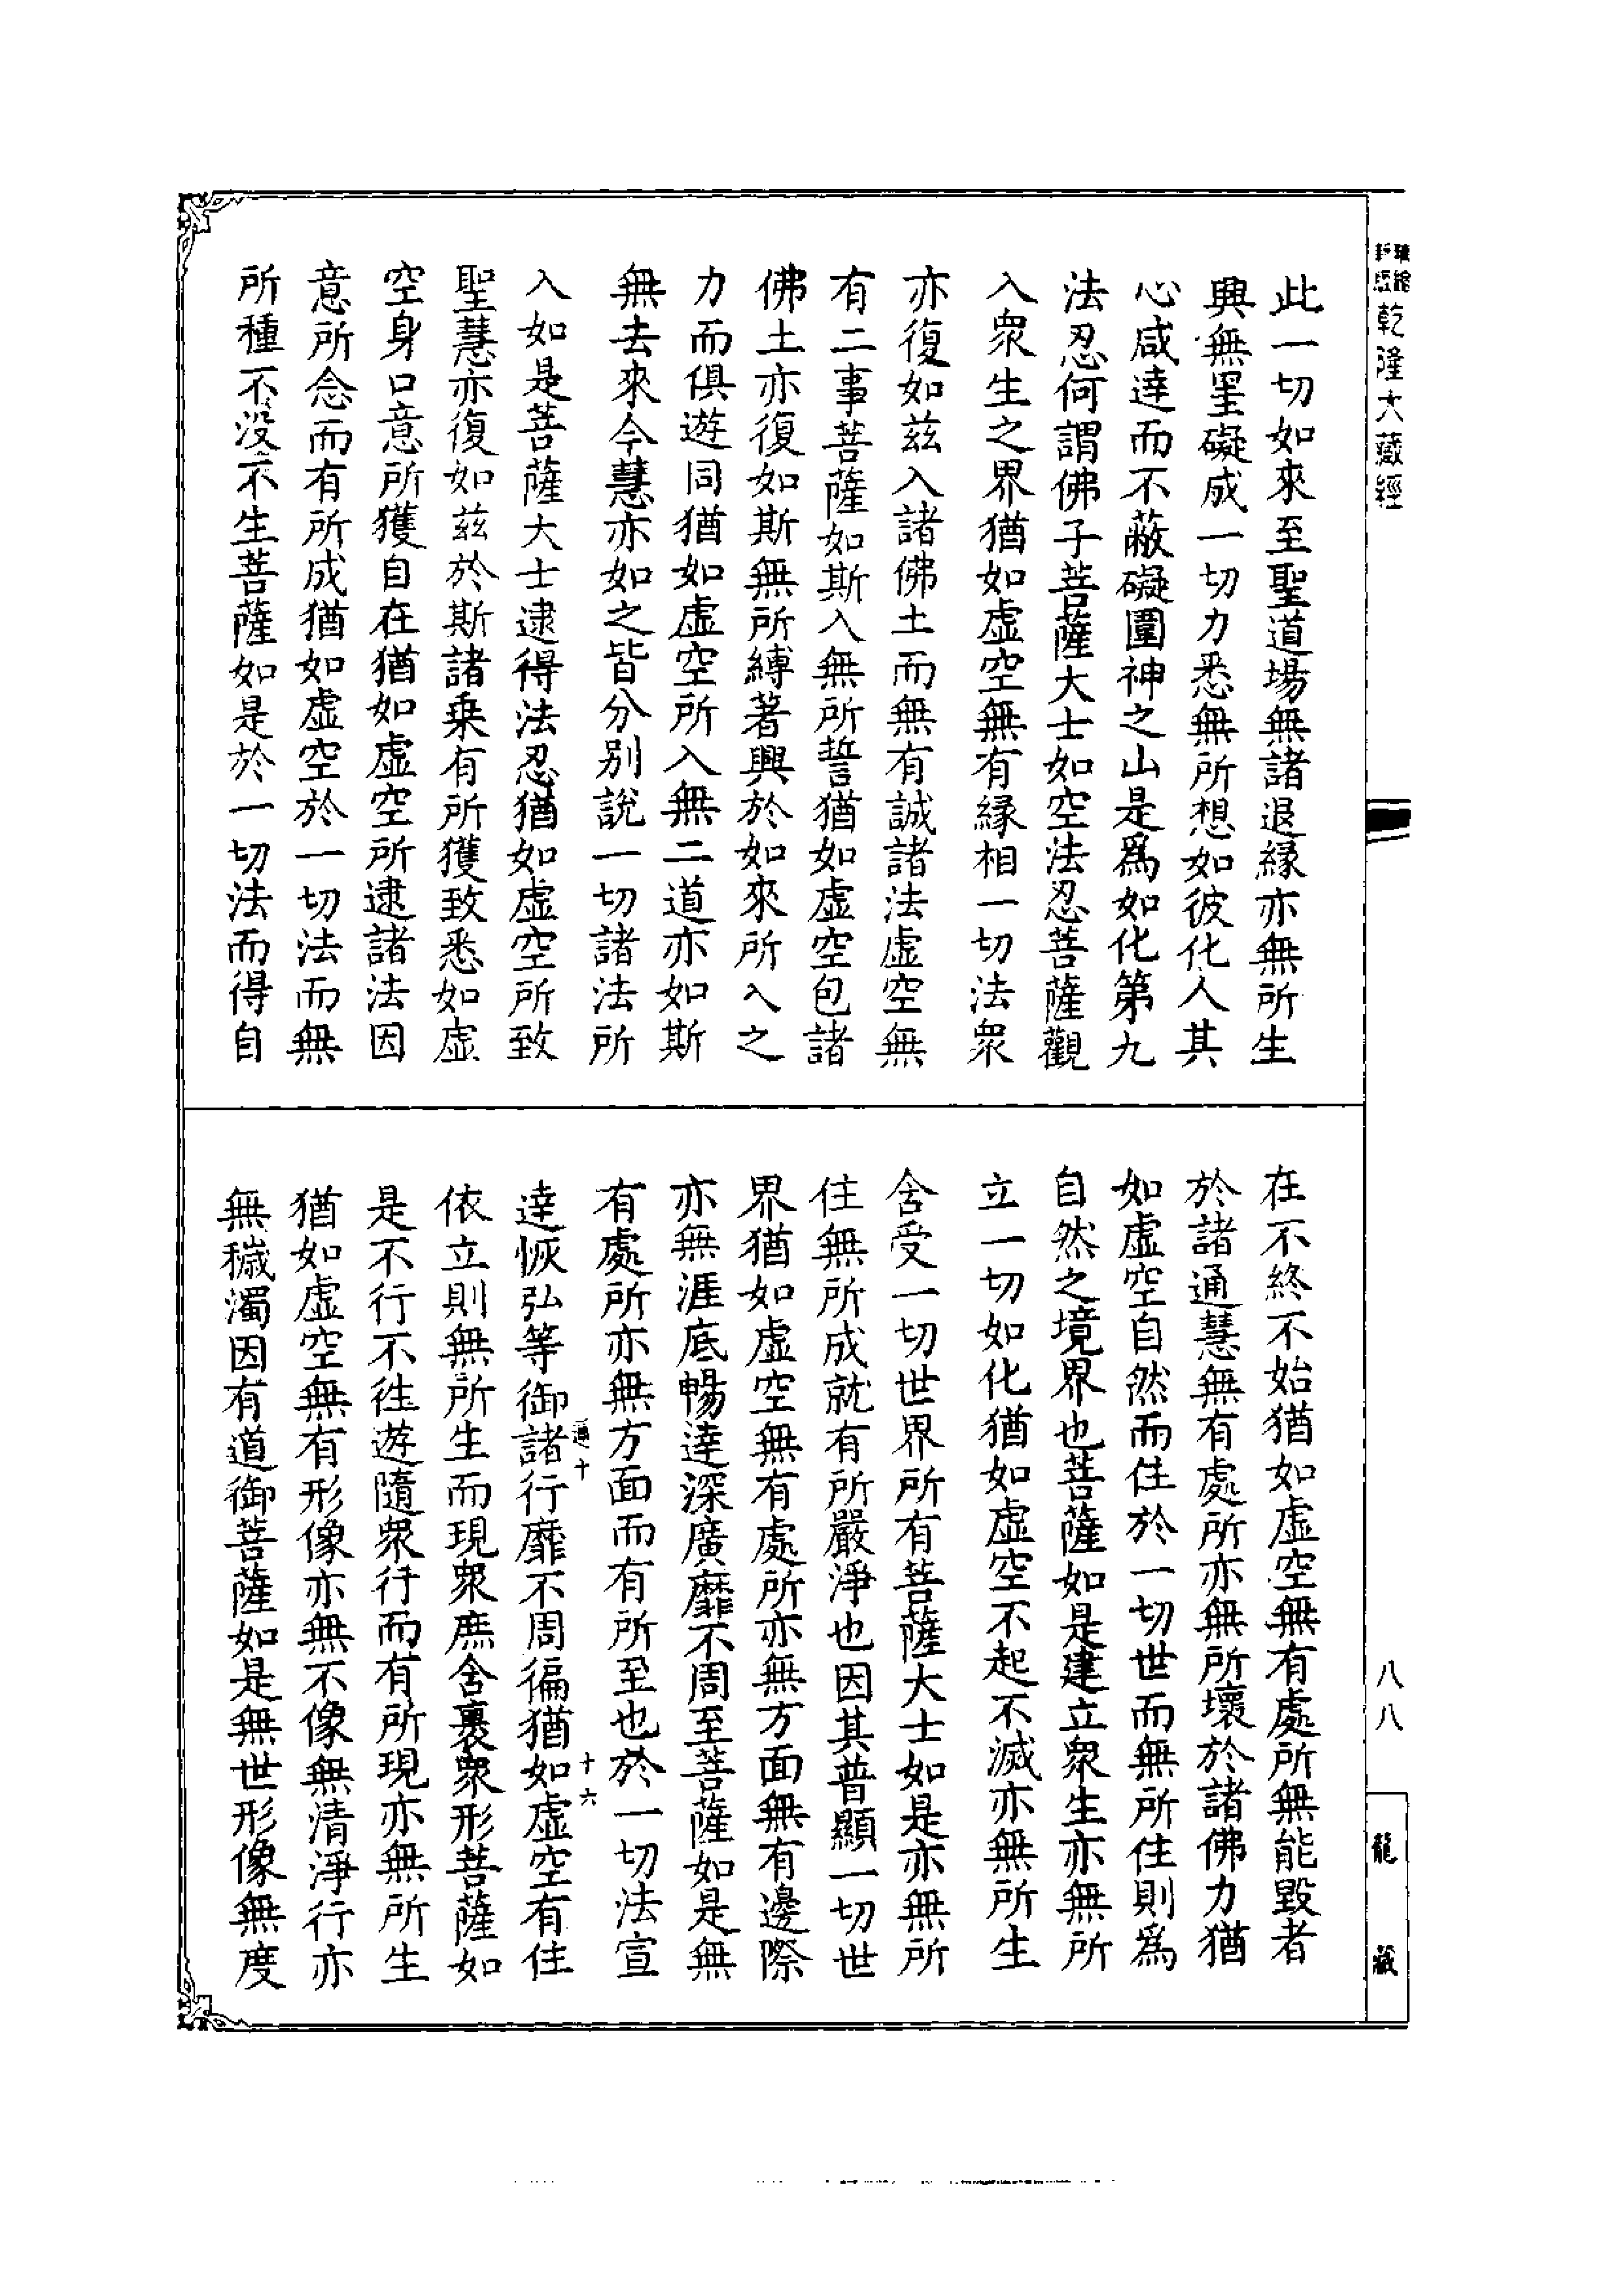 乾隆大藏經
此一切如來至聖道場無諸退緣亦無所生
興無罣礙成一切力悉無所想如彼化人其
心咸達而不蔽礙圍神之山是為如化第九
法忍何謂佛子菩薩大士如空法忍菩薩觀
入衆生之界猶如虛空無有緣相一切法衆
亦復如茲入諸佛土而無有誠諸法虛空無
有二事菩薩如斯入無所誓猶如虛空包諸
佛土亦復如斯無所縛著興於如來所入之
力而俱遊同猶如虛空所入無二道亦如斯
無去來今慧亦如之皆分別說一切諸法所
入如是菩薩大士逮得法忍猶如虛空所致
聖慧亦復如茲於斯諸乘有所獲致悉如虛
空身口意所獲自在猶如虛空所逮諸法因
意所念而有所成猶如虛空於一切法而無
所種不沒不生菩薩如是於一切法而得自
在不終不始猶如虛空無有處所無能毀者
於諸通慧無有處所亦無所壞於諸佛力猶
如虛空自然而住於一切世而無所住則為
自然之境界也菩薩如是建立衆生亦無所
立一切如化猶如虛空不起不滅亦無所生
含受一切世界所有菩薩大士如是亦無所
住無所成就有所嚴淨也因其普顯一切世
界猶如虛空無有處所亦無方面無有邊際
亦無涯底暢達深廣靡不周至菩薩如是無
有處所亦無方面而有所至也於一切法宣
通十
十六
達恢弘等御諸行靡不周徧猶如虛空有住
依立則無所生而現衆庶含裹衆形菩薩如
是不行不徃遊隨衆行而有所現亦無所生
猶如虛空無有形像亦無不像無清淨行亦
無穢濁因有道御菩薩如是無世形像無度
八八
龍藏